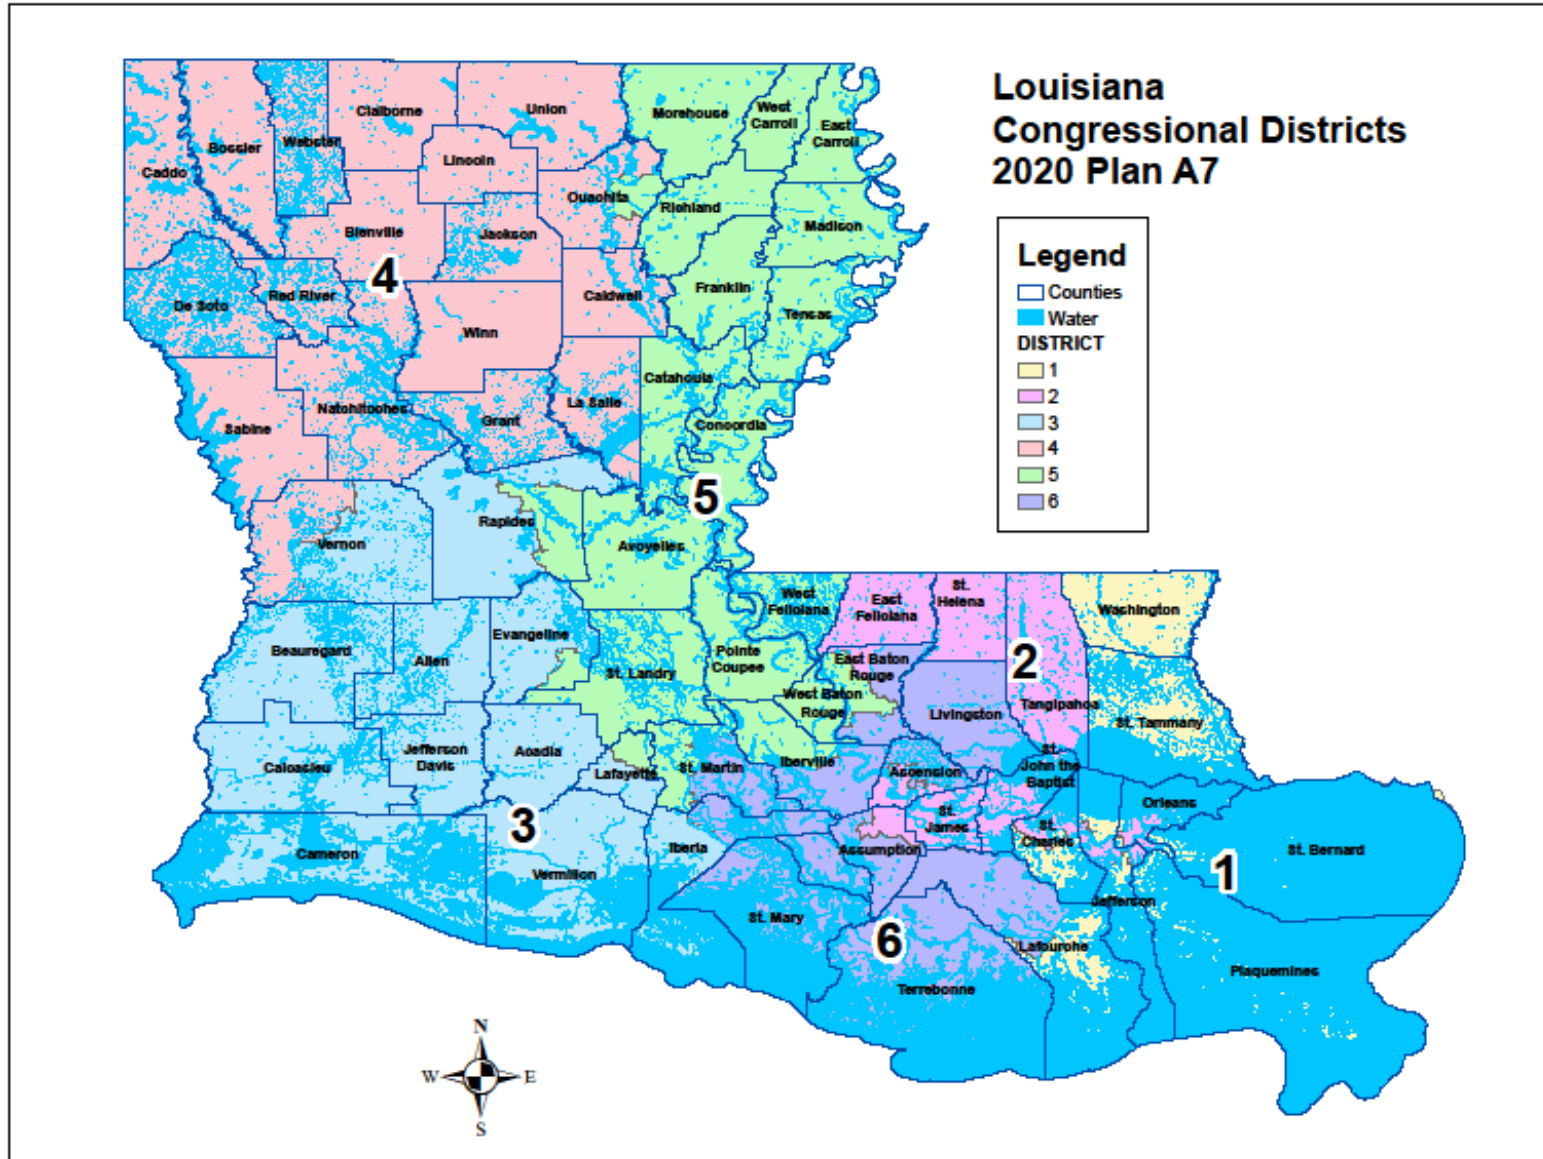 Louisiana
Congressional Districts
2020 Plan A7
Legend
Counties
Water
DISTRICT
1
2
3
4
5
6
Caddo
Bossier
Webster
Claiborne
Union
Lincoln
Morehouse
West
Carroll
East
Carroll
Ouachita
Richland
Madison
Bienville
Jackson
De Soto
Red River
4
Caldwell
Franklin
Tensas
Winn
Catahoula
Sabine
Natchitoches
Grant
La Salle
Concordia
5
Vernon
Rapides
Avoyelles
West
Feliciana
East
Feliciana
St.
Helena
Washington
Beauregard
Allen
Evangeline
St. Landry
Pointe
Coupee
East Baton
Rouge
2
West Baton
Rouge
Livingston
Tangipahoa
St. Tammany
Calcasieu
Jefferson
Davis
Acadia
Lafayette
St. Martin
Iberville
Ascension
St.
John the
Baptist
Orleans
3
Cameron
Vermilion
Iberia
Assumption
St.
James
St.
Charles
1
St. Bernard
Jefferson
St. Mary
6
Lafourche
Terrebonne
Plaquemines
N
W
E
S